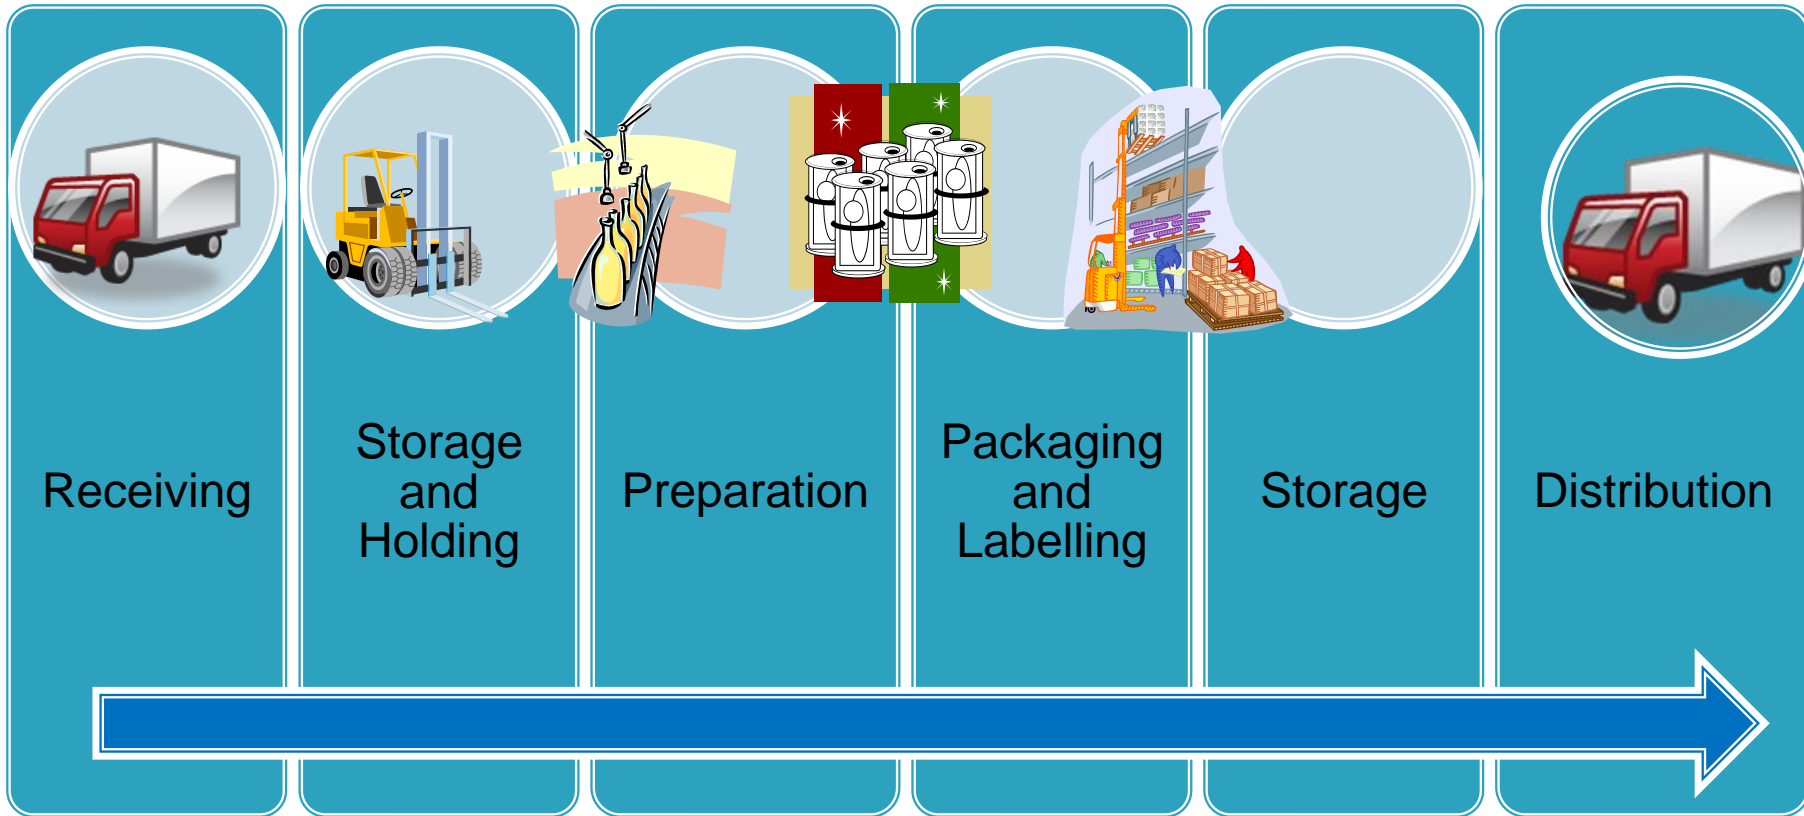 Receiving
Storage
and
Holding
Preparation
Packaging
and
Labelling
Storage
Distribution